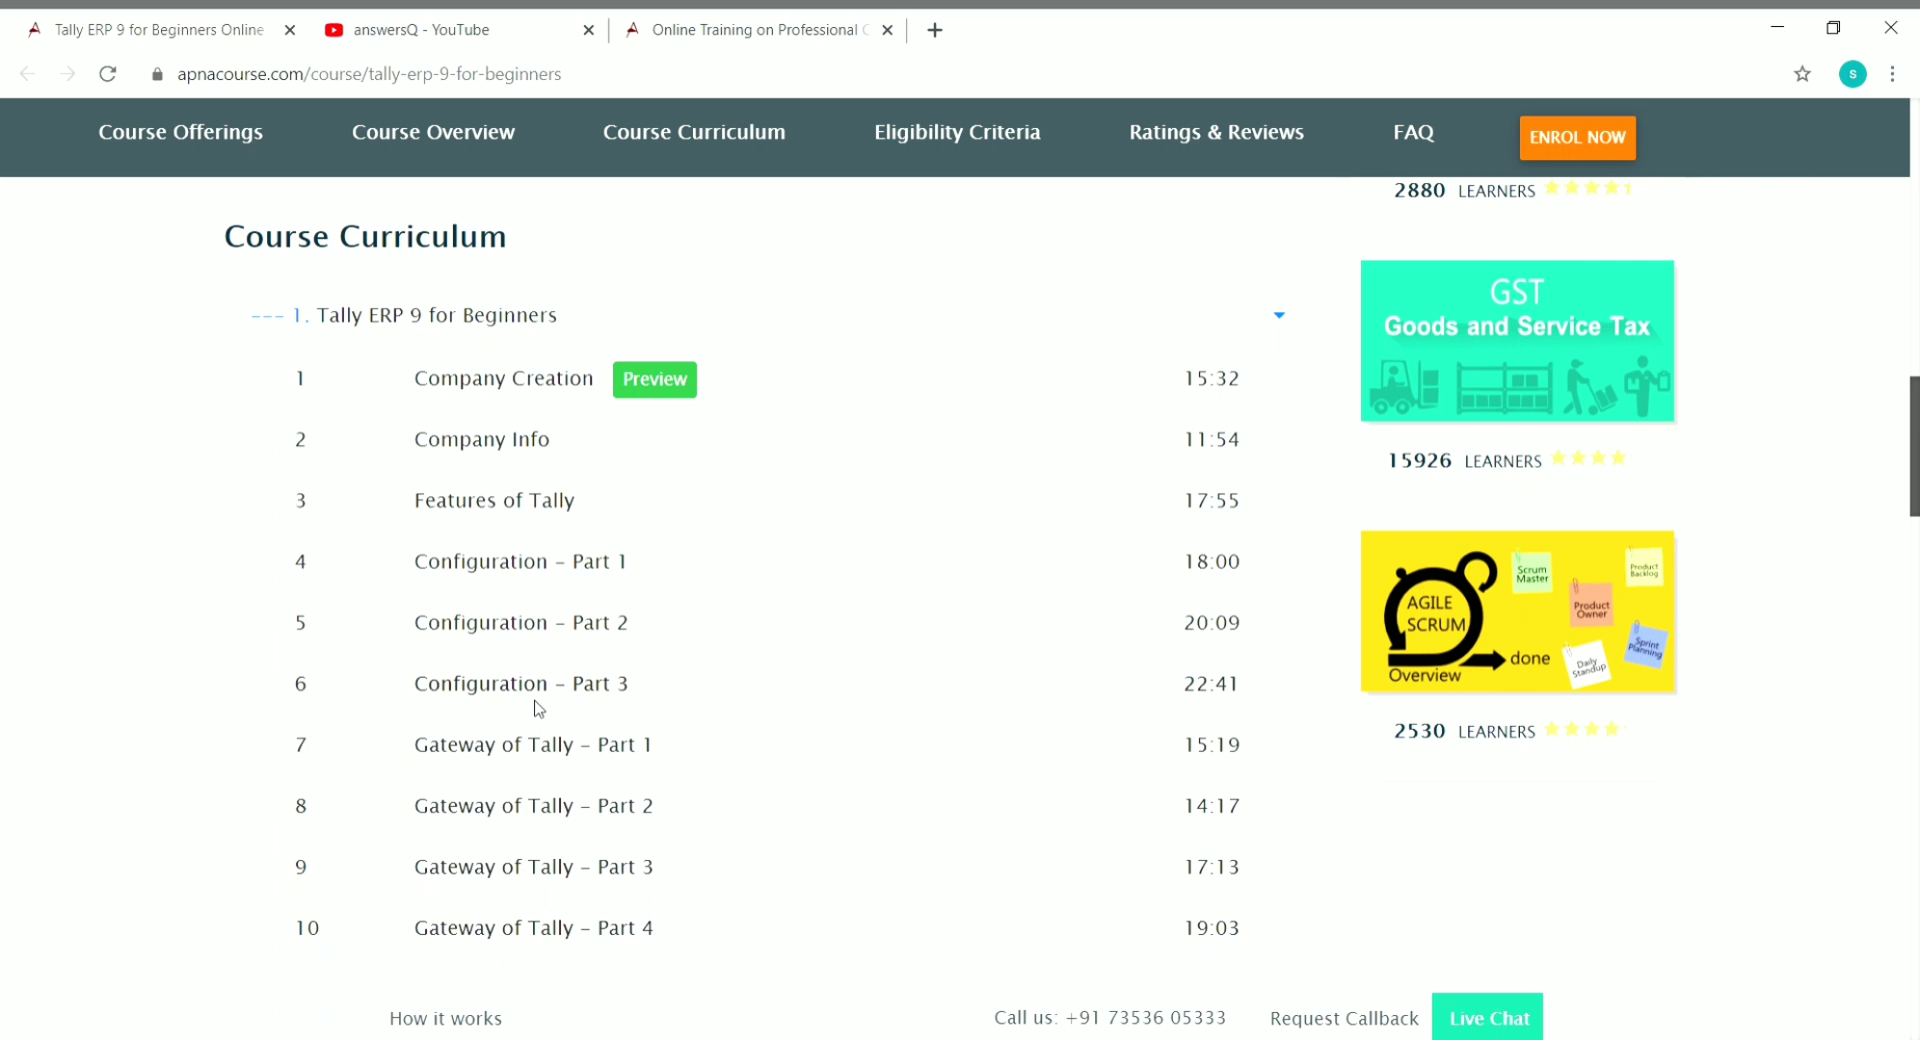 Tally ERP 9 for Beginners Online
answersQ - YouTube
Online Training on Professional C
apnacourse.com/course/tally-erp-9-for-beginners
S
Course Offerings
Course Overview
Course Curriculum
Eligibility Criteria
Ratings & Reviews
FAQ
ENROL NOW
2880 LEARNERS
Course Curriculum
--- 1. Tally ERP 9 for Beginners
1 Company Creation Preview 15:32
2 Company Info 11:54
3 Features of Tally 17:55
4 Configuration – Part 1 18:00
5 Configuration – Part 2 20:09
6 Configuration – Part 3 22:41
7 Gateway of Tally – Part 1 15:19
8 Gateway of Tally – Part 2 14:17
9 Gateway of Tally – Part 3 17:13
10 Gateway of Tally – Part 4 19:03
GST
Goods and Service Tax
15926 LEARNERS
AGILE
SCRUM
done
Overview
Scrum
Master
Product
Backlog
Product
Owner
Sprint
Planning
Daily
Standup
2530 LEARNERS
How it works
Call us: +91 73536 05333
Request Callback
Live Chat